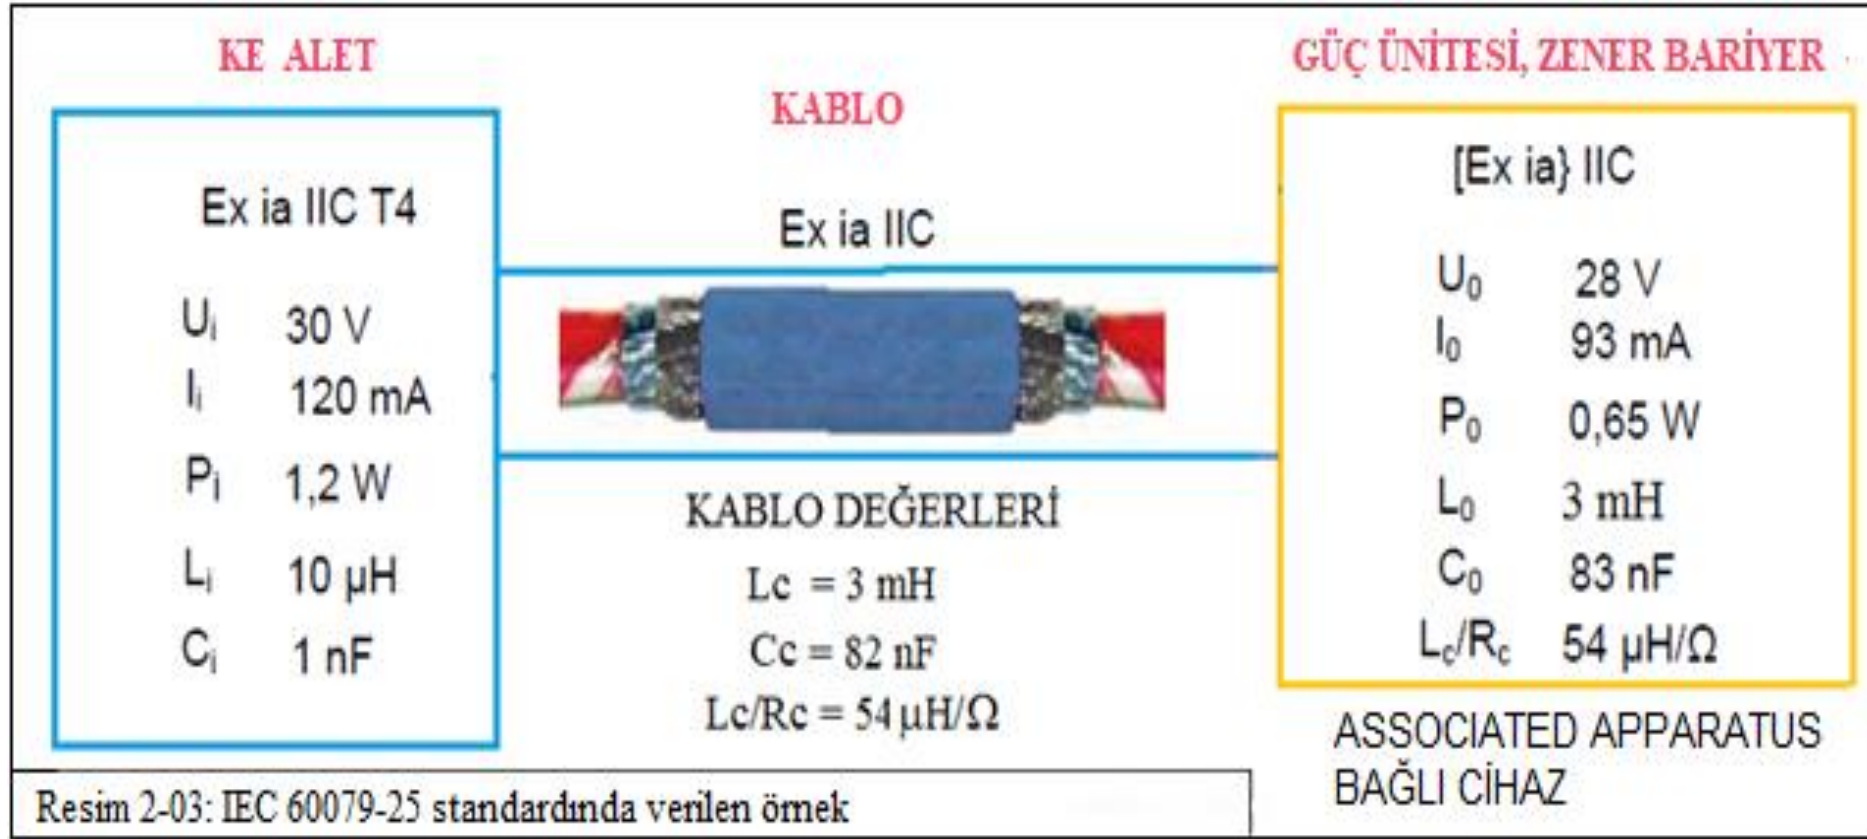 KE ALET
Ex ia IIC T4
Uᵢ 30 V
Iᵢ 120 mA
Pᵢ 1,2 W
Lᵢ 10 µH
Cᵢ 1 nF
KABLO
Ex ia IIC
KABLO DEĞERLERİ
Lc = 3 mH
Cc = 82 nF
Lc/Rc = 54 µH/Ω
GÜÇ ÜNİTESİ, ZENER BARİYER
[Ex ia} IIC
U₀ 28 V
I₀ 93 mA
P₀ 0,65 W
L₀ 3 mH
C₀ 83 nF
L_c/R_c 54 µH/Ω
ASSOCIATED APPARATUS
BAĞLI CİHAZ
Resim 2-03: IEC 60079-25 standardında verilen örnek